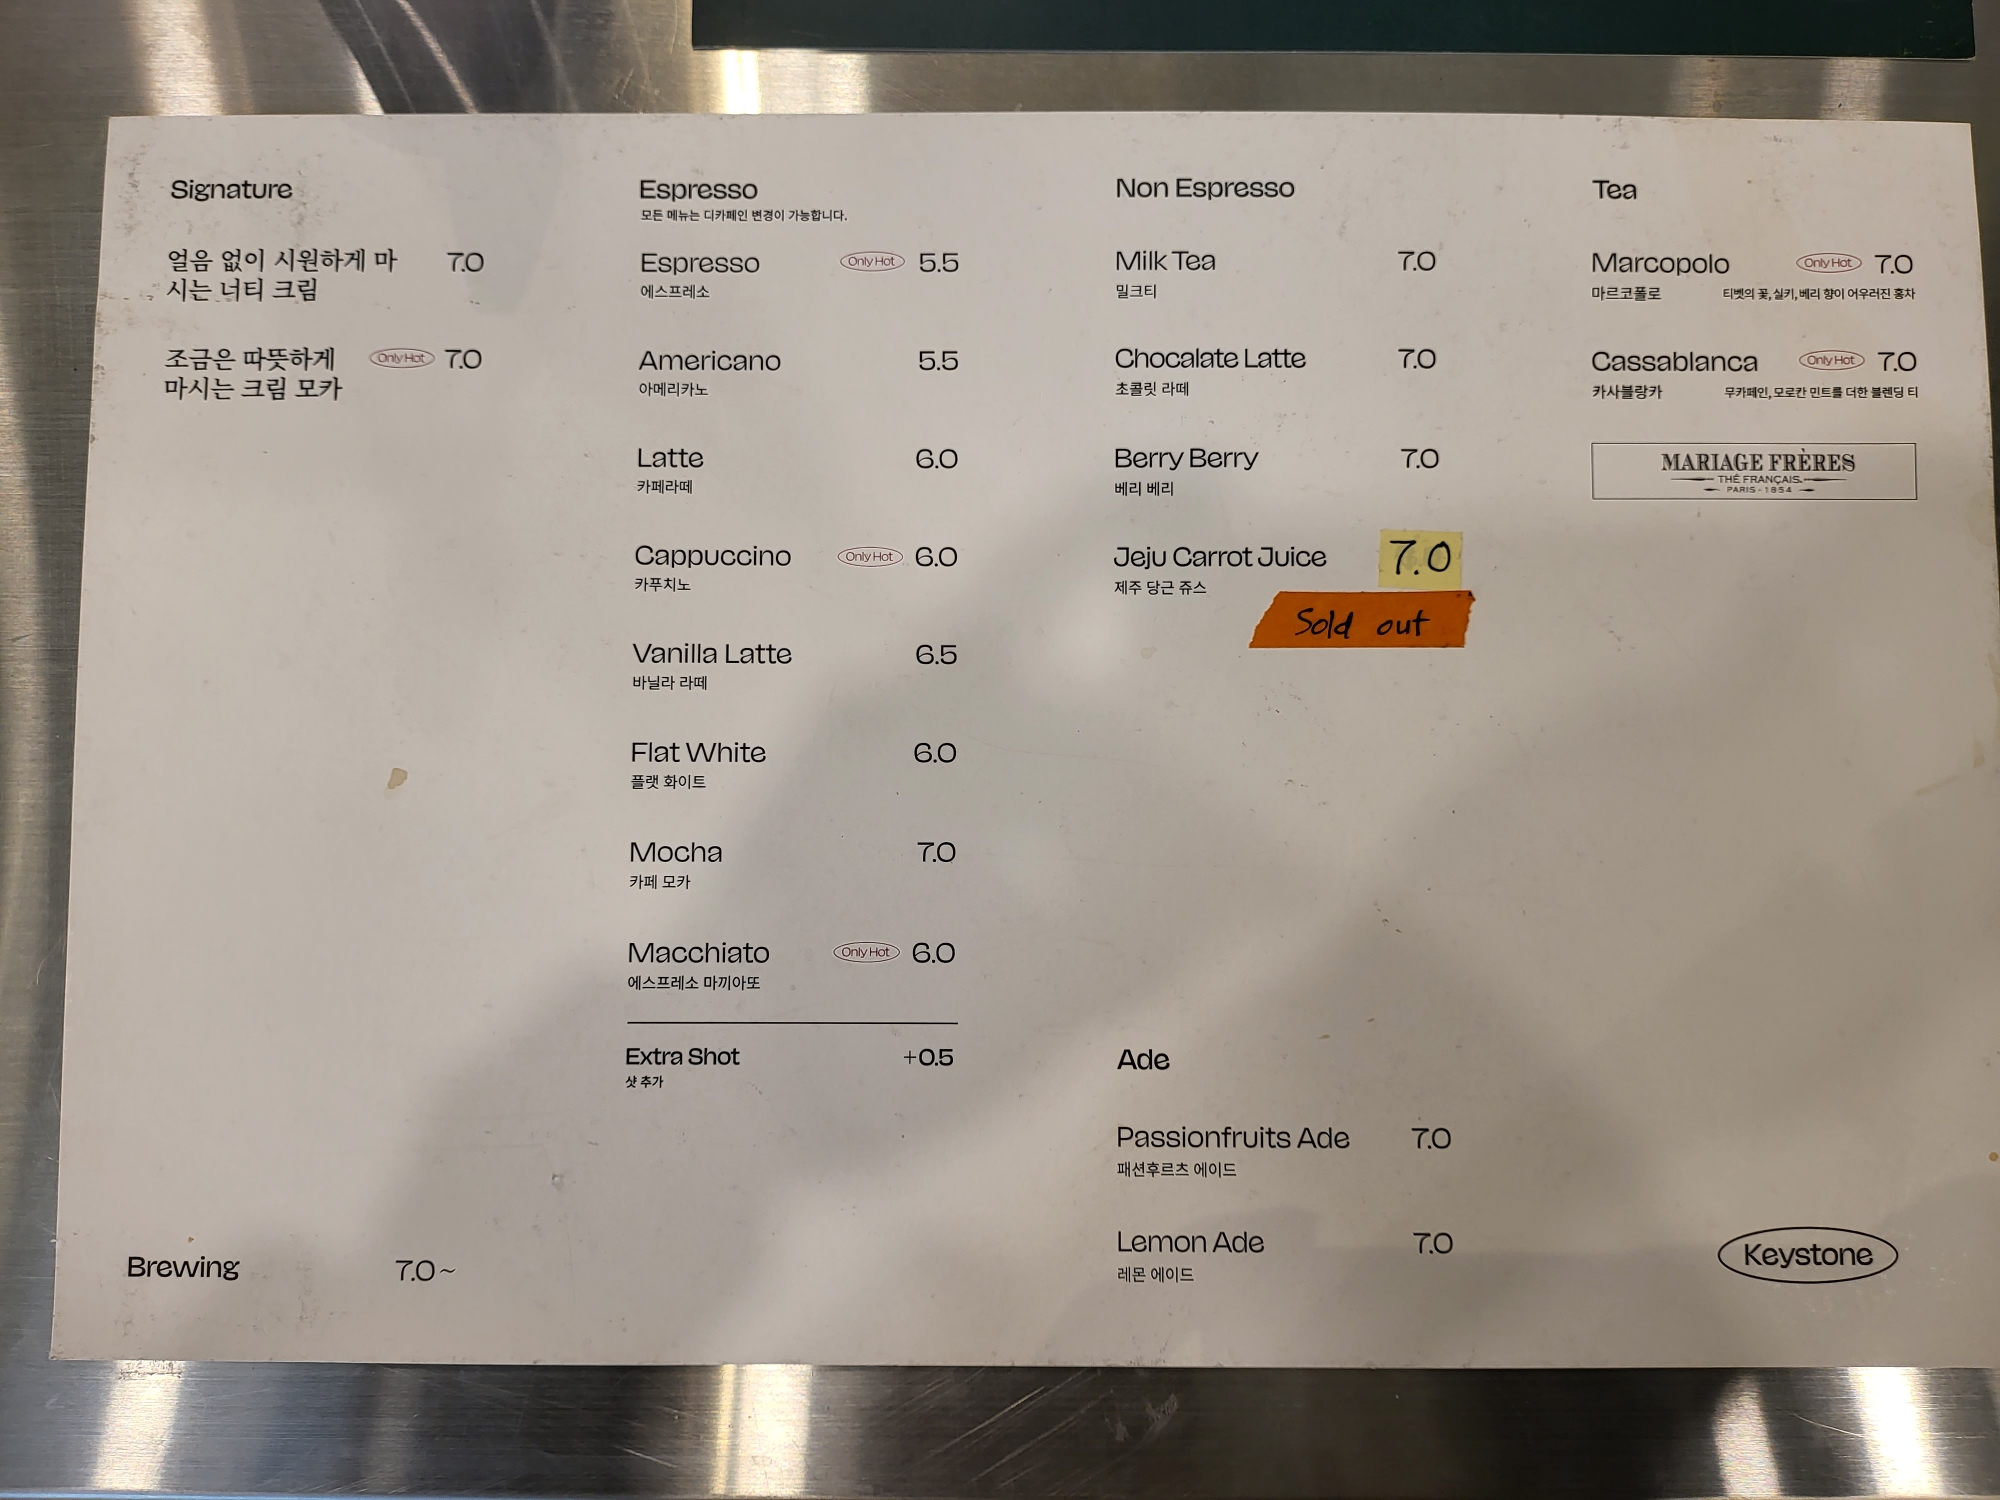 Signature
얼음 없이 시원하게 마
시는 너티 크림
7.0
조금은 따뜻하게
마시는 크림 모카
Only Hot 7.0
Brewing 7.0~
Espresso
모든 메뉴는 디카페인 변경이 가능합니다.
Espresso Only Hot 5.5
에스프레소
Americano 5.5
아메리카노
Latte 6.0
카페라떼
Cappuccino Only Hot 6.0
카푸치노
Vanilla Latte 6.5
바닐라 라떼
Flat White 6.0
플랫 화이트
Mocha 7.0
카페 모카
Macchiato Only Hot 6.0
에스프레소 마끼아또
Extra Shot +0.5
샷 추가
Non Espresso
Milk Tea 7.0
밀크티
Chocalate Latte 7.0
초콜릿 라떼
Berry Berry 7.0
베리 베리
Jeju Carrot Juice 7.0
제주 당근 쥬스
Sold out
Ade
Passionfruits Ade 7.0
패션후르츠 에이드
Lemon Ade 7.0
레몬 에이드
Tea
Marcopolo Only Hot 7.0
마르코폴로 티벳의 꽃, 실키, 베리 향이 어우러진 홍차
Cassablanca Only Hot 7.0
카사블랑카 무카페인, 모로칸 민트를 더한 블렌딩 티
MARIAGE FRÈRES
THÉ FRANÇAIS
PARIS - 1854
Keystone